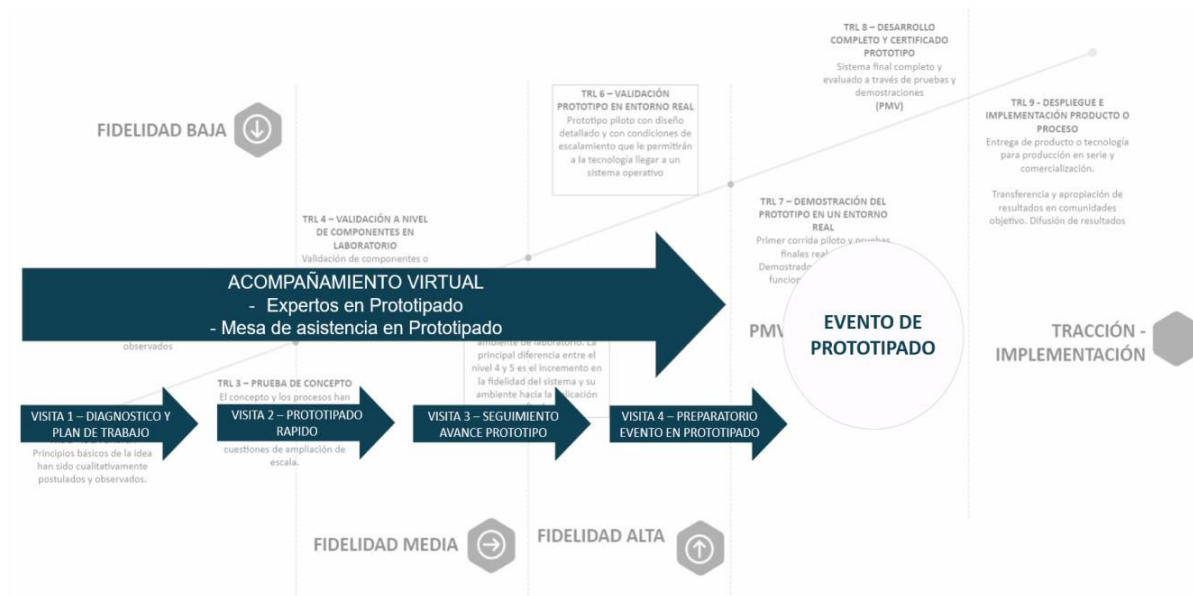 TRL 8 – DESARROLLO
COMPLETO Y CERTIFICADO
PROTOTIPO
Sistema final completo y
evaluado a través de pruebas y
demostraciones
(PMV)
TRL 6 – VALIDACIÓN
PROTOTIPO EN ENTORNO REAL
Prototipo piloto con diseño
detallado y con condiciones de
escalamiento que le permitirán
a la tecnología llegar a un
sistema operativo
TRL 9 - DESPLIEGUE E
IMPLEMENTACIÓN PRODUCTO O
PROCESO
Entrega de producto o tecnología
para producción en serie y
comercialización.
Transferencia y apropiación de
resultados en comunidades
objetivo. Difusión de resultados
FIDELIDAD BAJA
TRL 4 – VALIDACIÓN A NIVEL
DE COMPONENTES EN
LABORATORIO
Validación de componentes o
TRL 7 – DEMOSTRACIÓN DEL
PROTOTIPO EN UN ENTORNO
REAL
Primer corrida piloto y pruebas
finales
ACOMPAÑAMIENTO VIRTUAL
- Expertos en Prototipado
- Mesa de asistencia en Prototipado
observados
ambiente de laboratorio. La
principal diferencia entre el
nivel 4 y 5 es el incremento en
la fidelidad del sistema y su
ambiente hacia la
PMV
EVENTO DE
PROTOTIPADO
TRACCIÓN -
IMPLEMENTACIÓN
TRL 3 – PRUEBA DE CONCEPTO
El concepto y los procesos han
VISITA 1 – DIAGNOSTICO Y
PLAN DE TRABAJO
VISITA 2 – PROTOTIPADO
RAPIDO
VISITA 3 – SEGUIMIENTO
AVANCE PROTOTIPO
VISITA 4 – PREPARATORIO
EVENTO EN PROTOTIPADO
Principios básicos de la idea
han sido cualitativamente
postulados y observados.
cuestiones de ampliación de
escala.
FIDELIDAD MEDIA
FIDELIDAD ALTA